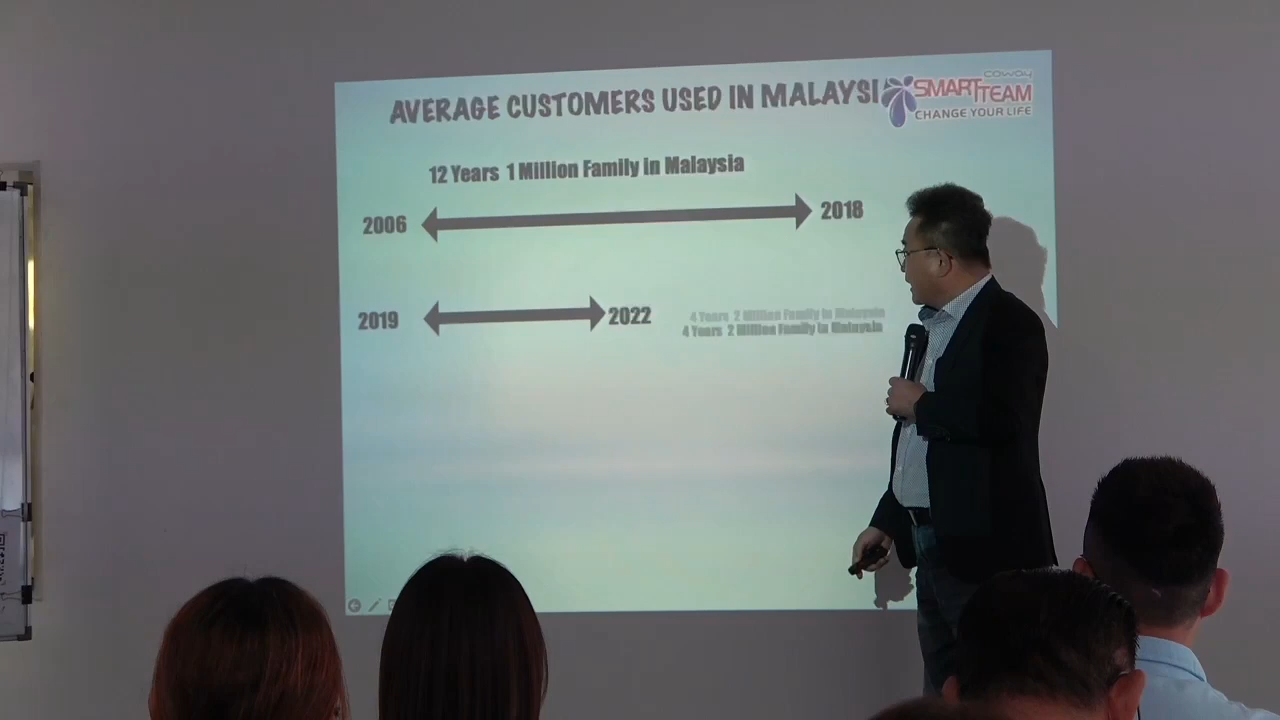 AVERAGE CUSTOMERS USED IN MALAYSI
coway
SMART TEAM
CHANGE YOUR LIFE
12 Years 1 Million Family in Malaysia
2006
2018
2019
2022
4 Years 2 Million Family in Malaysia
4 Years 2 Million Family in Malaysia